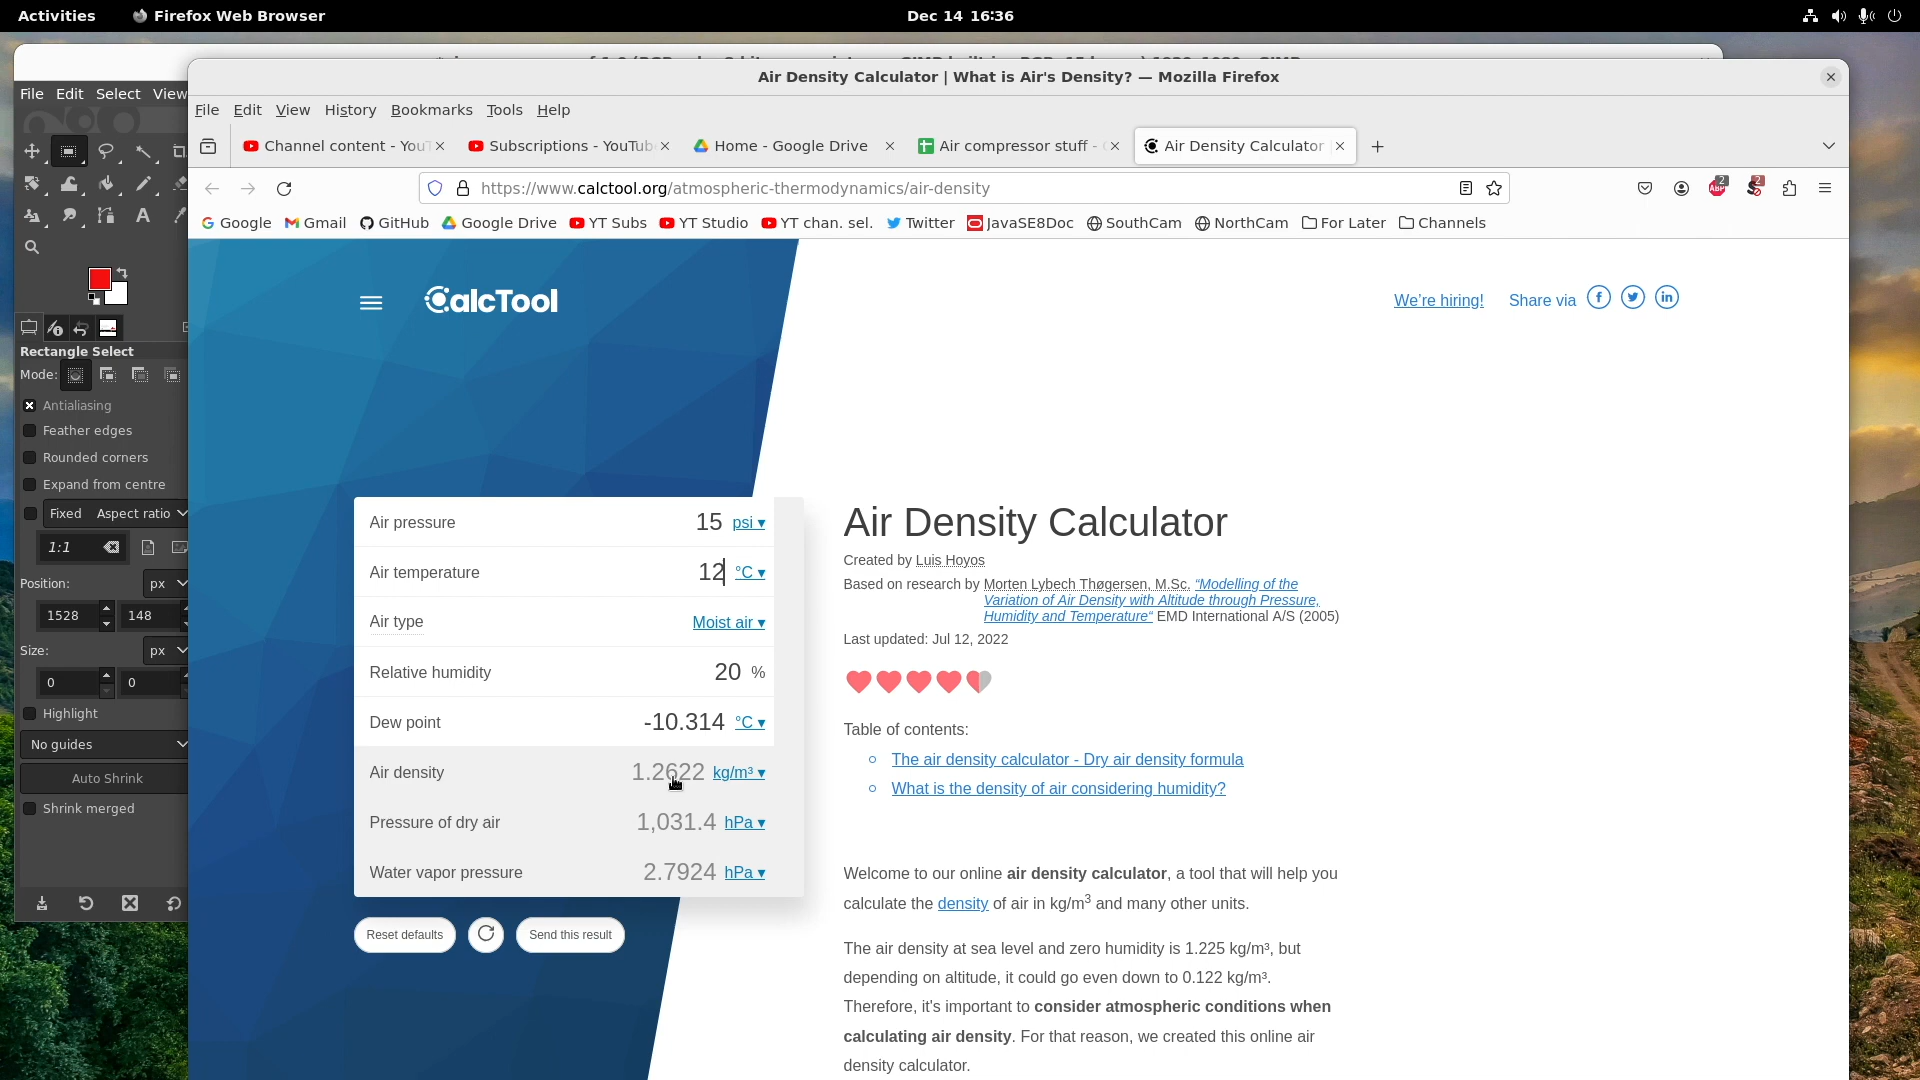 Activities
Firefox Web Browser
Dec 14 16:36
Air Density Calculator | What is Air's Density? — Mozilla Firefox
File Edit Select View
File Edit View History Bookmarks Tools Help
Channel content - YouT
Subscriptions - YouTub
Home - Google Drive
Air compressor stuff -
Air Density Calculator
https://www.calctool.org/atmospheric-thermodynamics/air-density
2
2
Google Gmail GitHub Google Drive YT Subs YT Studio YT chan. sel. Twitter JavaSE8Doc SouthCam NorthCam For Later Channels
CalcTool
We're hiring! Share via
Rectangle Select
Mode:
Antialiasing
Feather edges
Rounded corners
Expand from centre
Fixed Aspect ratio
1:1
Position: px
1528 148
Size: px
0 0
Highlight
No guides
Auto Shrink
Shrink merged
Air pressure 15 psi ▾
Air temperature 12 °C ▾
Air type Moist air ▾
Relative humidity 20 %
Dew point -10.314 °C ▾
Air density 1.2622 kg/m³ ▾
Pressure of dry air 1,031.4 hPa ▾
Water vapor pressure 2.7924 hPa ▾
Reset defaults
Send this result
Air Density Calculator
Created by Luis Hoyos
Based on research by Morten Lybech Thøgersen, M.Sc. “Modelling of the
Variation of Air Density with Altitude through Pressure,
Humidity and Temperature“ EMD International A/S (2005)
Last updated: Jul 12, 2022
Table of contents:
The air density calculator - Dry air density formula
What is the density of air considering humidity?
Welcome to our online air density calculator, a tool that will help you
calculate the density of air in kg/m3 and many other units.
The air density at sea level and zero humidity is 1.225 kg/m³, but
depending on altitude, it could go even down to 0.122 kg/m³.
Therefore, it's important to consider atmospheric conditions when
calculating air density. For that reason, we created this online air
density calculator.